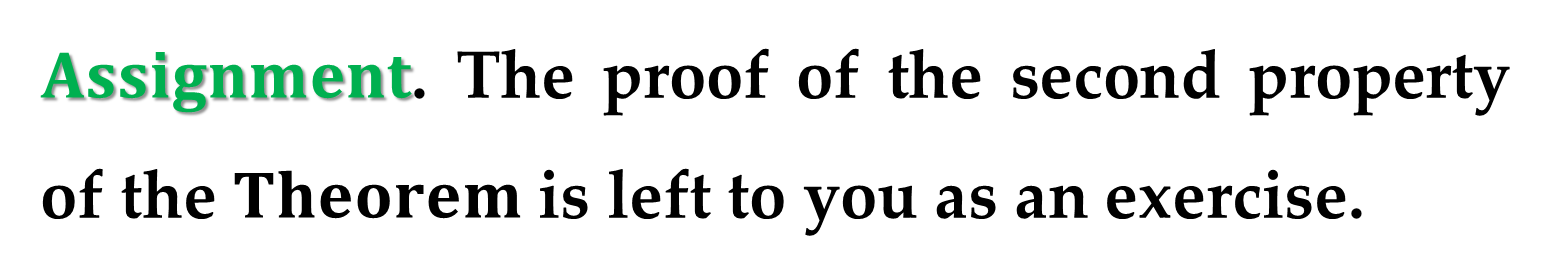 Assignment. The proof of the second property
of the Theorem is left to you as an exercise.